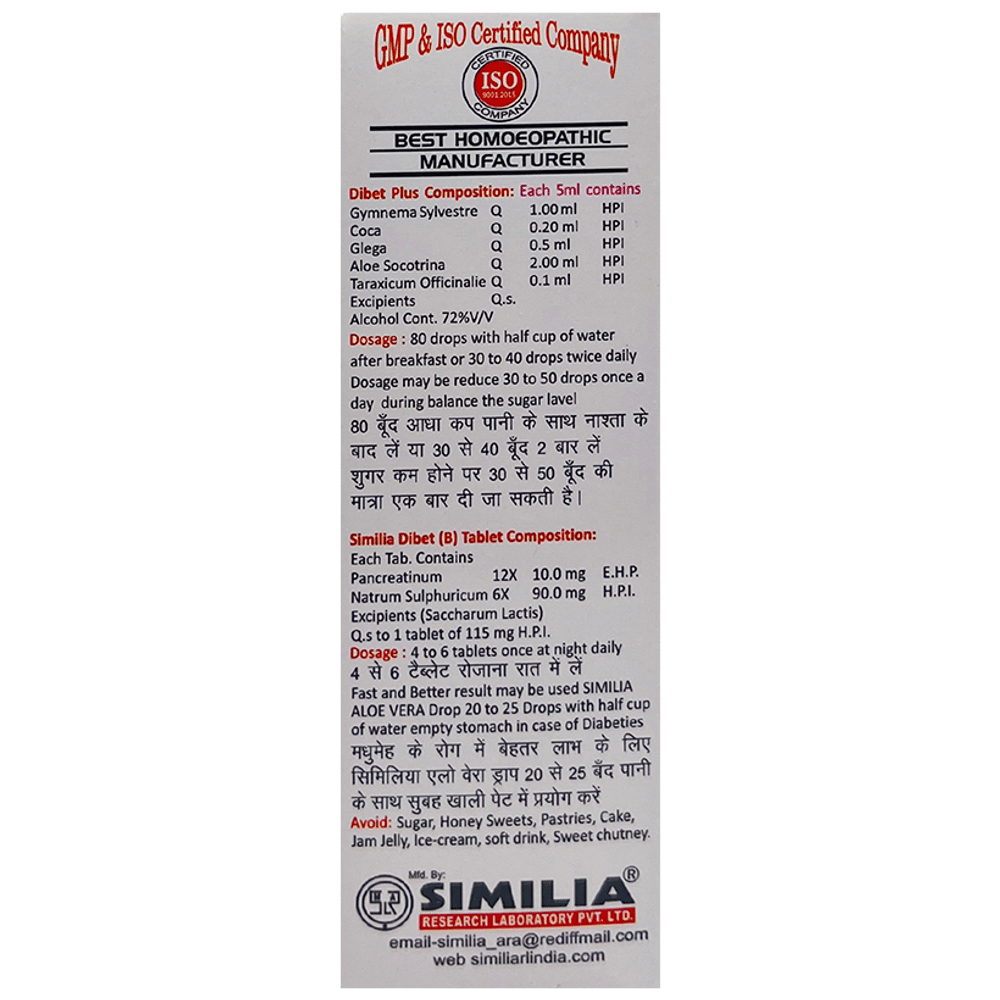 GMP & ISO Certified Company
CERTIFIED
ISO
9001:2015
COMPANY
BEST HOMOEOPATHIC
MANUFACTURER
Dibet Plus Composition: Each 5ml contains
Gymnema Sylvestre Q 1.00 ml HPI
Coca Q 0.20 ml HPI
Glega Q 0.5 ml HPI
Aloe Socotrina Q 2.00 ml HPI
Taraxicum Officinalie Q 0.1 ml HPI
Excipients Q.s.
Alcohol Cont. 72%V/V
Dosage : 80 drops with half cup of water
after breakfast or 30 to 40 drops twice daily
Dosage may be reduce 30 to 50 drops once a
day during balance the sugar lavel
80 बूँद आधा कप पानी के साथ नाश्ता के
बाद लें या 30 से 40 बूँद 2 बार लें
शुगर कम होने पर 30 से 50 बूँद की
मात्रा एक बार दी जा सकती है।
Similia Dibet (B) Tablet Composition:
Each Tab. Contains
Pancreatinum 12X 10.0 mg E.H.P.
Natrum Sulphuricum 6X 90.0 mg H.P.I.
Excipients (Saccharum Lactis)
Q.s to 1 tablet of 115 mg H.P.I.
Dosage : 4 to 6 tablets once at night daily
4 से 6 टैब्लेट रोजाना रात में लें
Fast and Better result may be used SIMILIA
ALOE VERA Drop 20 to 25 Drops with half cup
of water empty stomach in case of Diabeties
मधुमेह के रोग में बेहतर लाभ के लिए
सिमिलिया एलो वेरा ड्राप 20 से 25 बूँद पानी
के साथ सुबह खाली पेट में प्रयोग करें
Avoid: Sugar, Honey Sweets, Pastries, Cake,
Jam Jelly, Ice-cream, soft drink, Sweet chutney.
Mfd. By:
SIMILIA®
RESEARCH LABORATORY PVT. LTD.
email-similia_ara@rediffmail.com
web similiarlindia.com